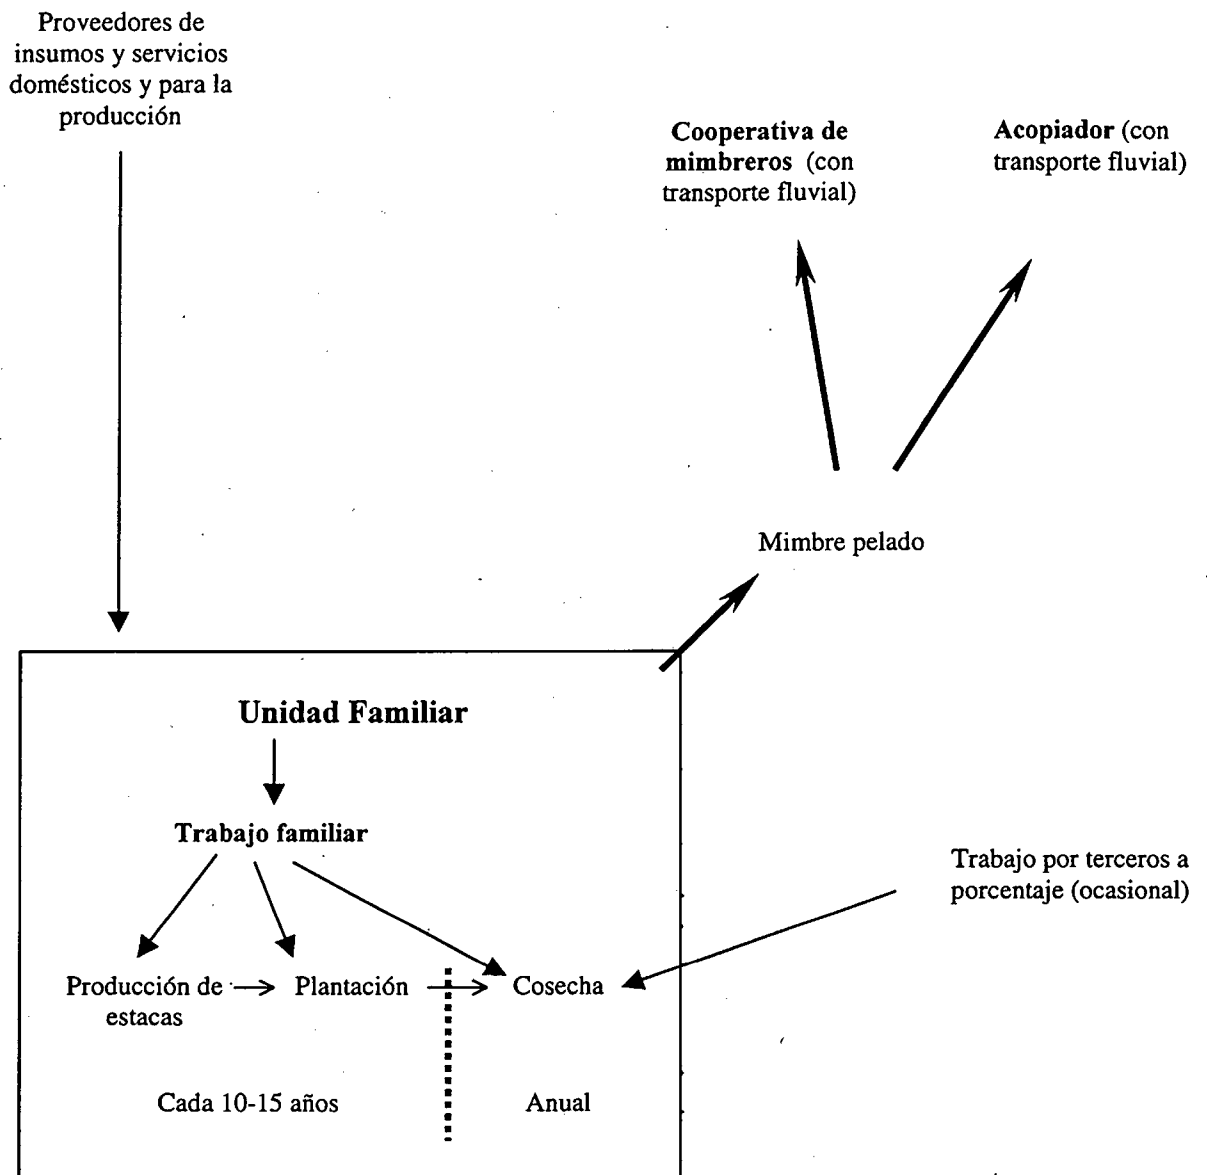 Proveedores de
insumos y servicios
domésticos y para la
producción
Cooperativa de
mimbreros (con
transporte fluvial)
Acopiador (con
transporte fluvial)
Mimbre pelado
Unidad Familiar
Trabajo familiar
Trabajo por terceros a
porcentaje (ocasional)
Producción de
estacas
Plantación
Cosecha
Cada 10-15 años
Anual